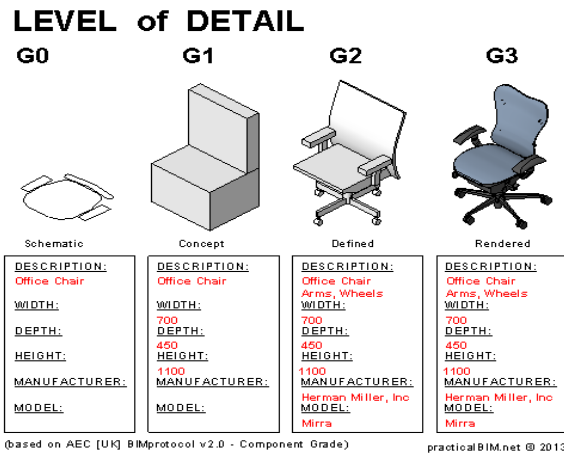 LEVEL of DETAIL
G0 G1 G2 G3
Schematic Concept Defined Rendered
DESCRIPTION:
Office Chair
WIDTH:
DEPTH:
HEIGHT:
MANUFACTURER:
MODEL:
DESCRIPTION:
Office Chair
WIDTH:
700
DEPTH:
450
HEIGHT:
1100
MANUFACTURER:
MODEL:
DESCRIPTION:
Office Chair
Arms, Wheels
WIDTH:
700
DEPTH:
450
HEIGHT:
1100
MANUFACTURER:
Herman Miller, Inc
MODEL:
Mirra
DESCRIPTION:
Office Chair
Arms, Wheels
WIDTH:
700
DEPTH:
450
HEIGHT:
1100
MANUFACTURER:
Herman Miller, Inc
MODEL:
Mirra
(based on AEC [UK] BIMprotocol v2.0 - Component Grade) practicalBIM.net © 2013